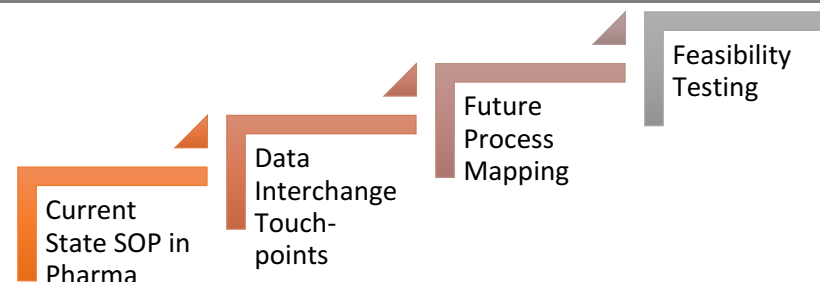 Current
State SOP in
Pharma
Data
Interchange
Touch-
points
Future
Process
Mapping
Feasibility
Testing